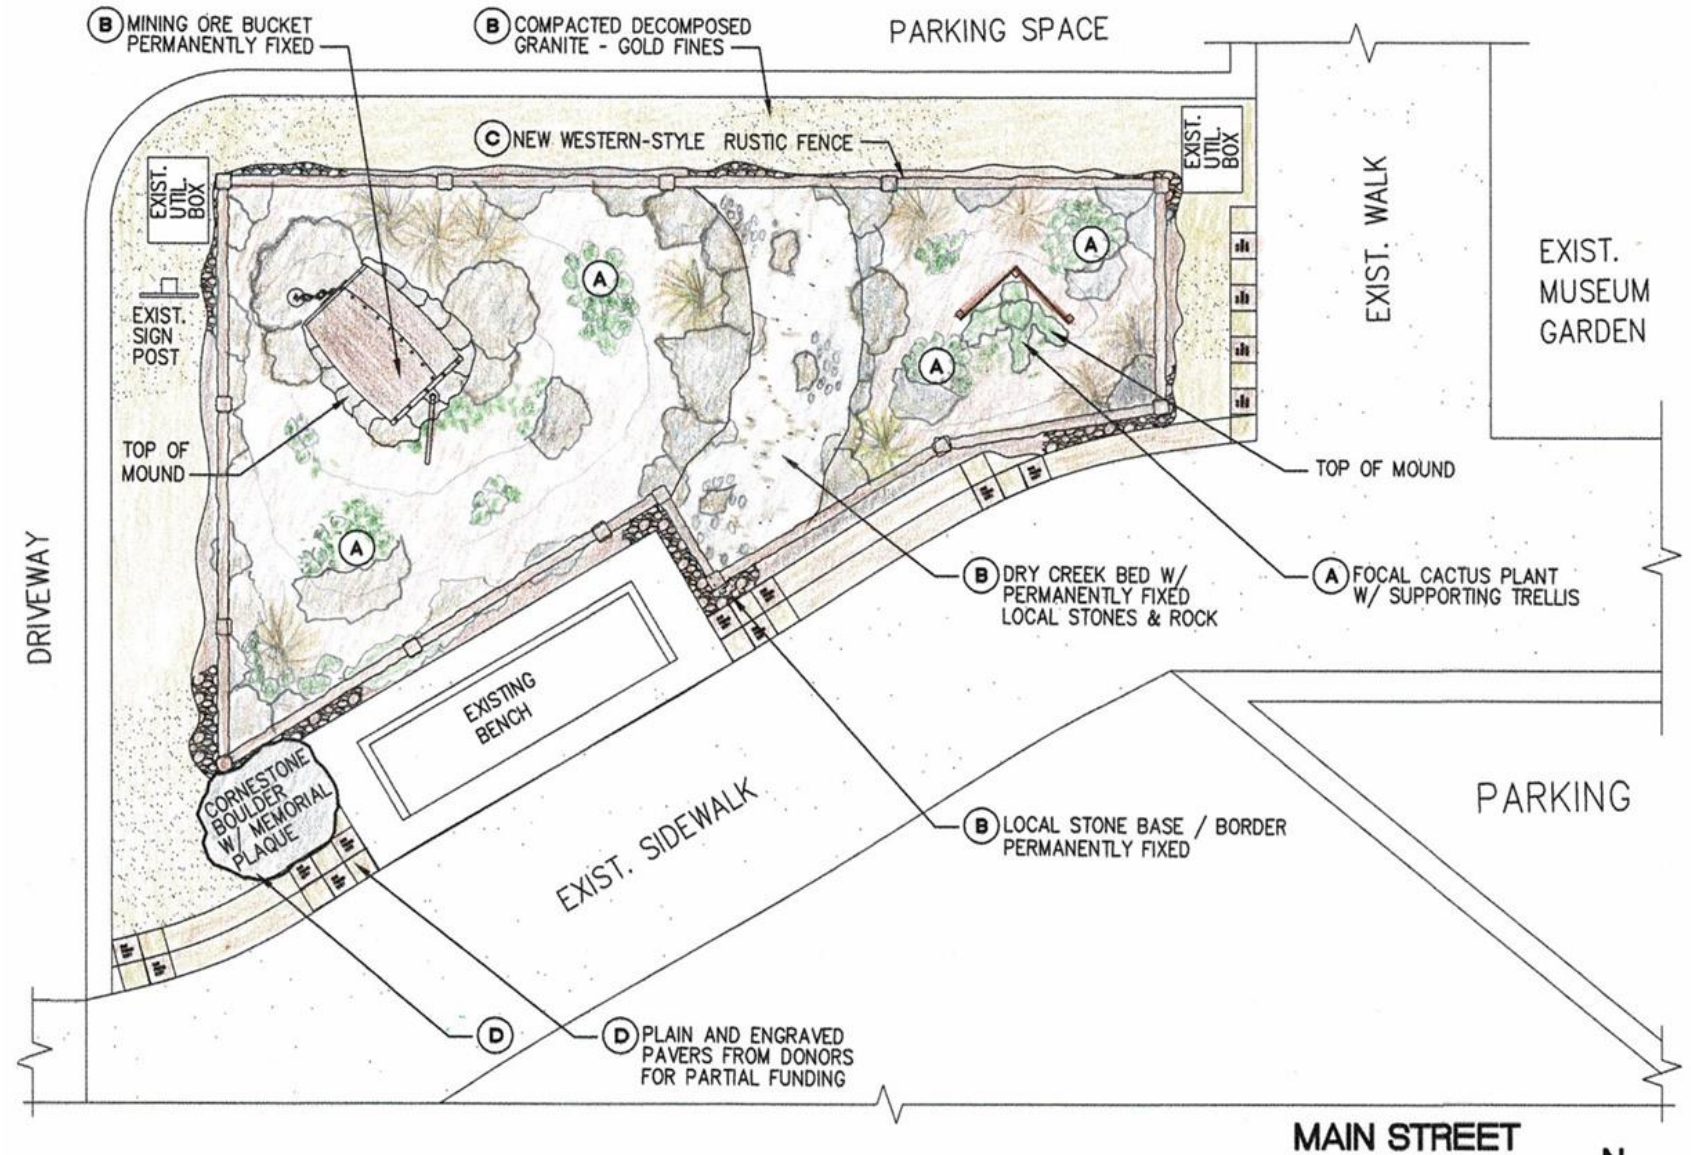 B MINING ORE BUCKET
PERMANENTLY FIXED
B COMPACTED DECOMPOSED
GRANITE - GOLD FINES
PARKING SPACE
C NEW WESTERN-STYLE RUSTIC FENCE
EXIST.
UTIL.
BOX
EXIST.
UTIL.
BOX
EXIST. WALK
EXIST.
MUSEUM
GARDEN
A
A
A
A
EXIST.
SIGN
POST
TOP OF
MOUND
TOP OF MOUND
DRIVEWAY
B DRY CREEK BED W/
PERMANENTLY FIXED
LOCAL STONES & ROCK
A FOCAL CACTUS PLANT
W/ SUPPORTING TRELLIS
EXISTING
BENCH
CORNESTONE
BOULDER
W/ MEMORIAL
PLAQUE
EXIST. SIDEWALK
PARKING
B LOCAL STONE BASE / BORDER
PERMANENTLY FIXED
D
D PLAIN AND ENGRAVED
PAVERS FROM DONORS
FOR PARTIAL FUNDING
MAIN STREET